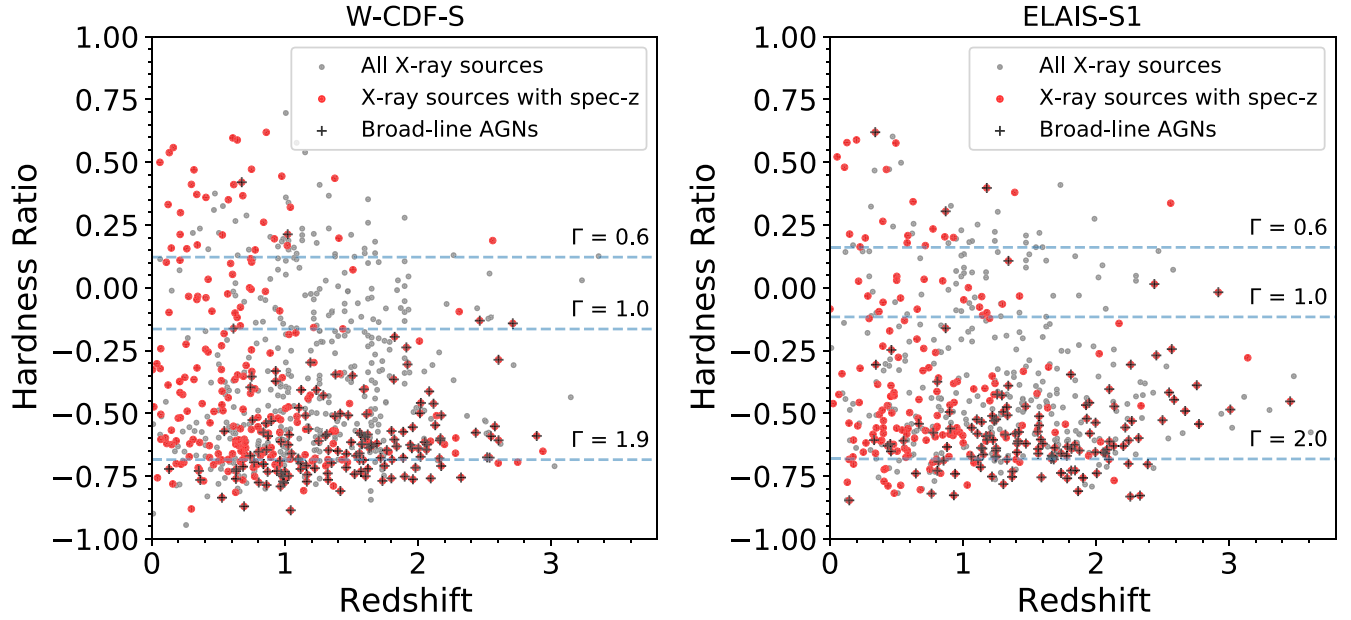 W-CDF-S
1.00
0.75
0.50
0.25
0.00
−0.25
−0.50
−0.75
−1.00
Hardness Ratio
All X-ray sources
X-ray sources with spec-z
Broad-line AGNs
Γ = 0.6
Γ = 1.0
Γ = 1.9
0 1 2 3
Redshift
ELAIS-S1
1.00
0.75
0.50
0.25
0.00
−0.25
−0.50
−0.75
−1.00
Hardness Ratio
All X-ray sources
X-ray sources with spec-z
Broad-line AGNs
Γ = 0.6
Γ = 1.0
Γ = 2.0
0 1 2 3
Redshift